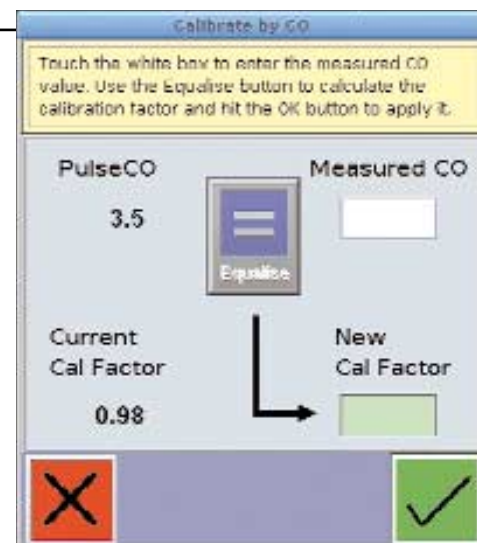 Calibrate by CO
Touch the white box to enter the measured CO
value. Use the Equalise button to calculate the
calibration factor and hit the OK button to apply it.
PulseCO
Measured CO
3.5
Equalise
Current
Cal Factor
New
Cal Factor
0.98